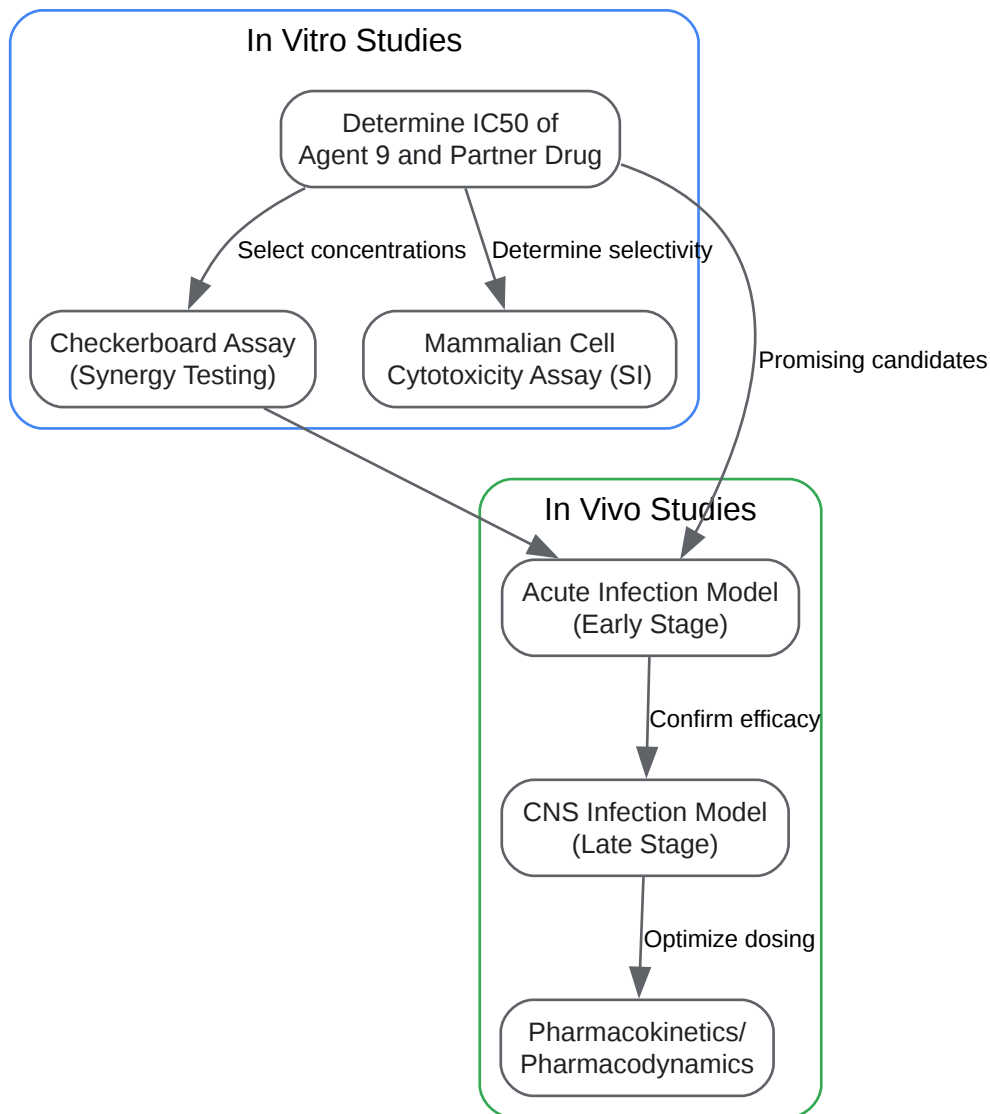 In Vitro Studies
Determine IC50 of
Agent 9 and Partner Drug
Select concentrations
Determine selectivity
Checkerboard Assay
(Synergy Testing)
Mammalian Cell
Cytotoxicity Assay (SI)
Promising candidates
In Vivo Studies
Acute Infection Model
(Early Stage)
Confirm efficacy
CNS Infection Model
(Late Stage)
Optimize dosing
Pharmacokinetics/
Pharmacodynamics